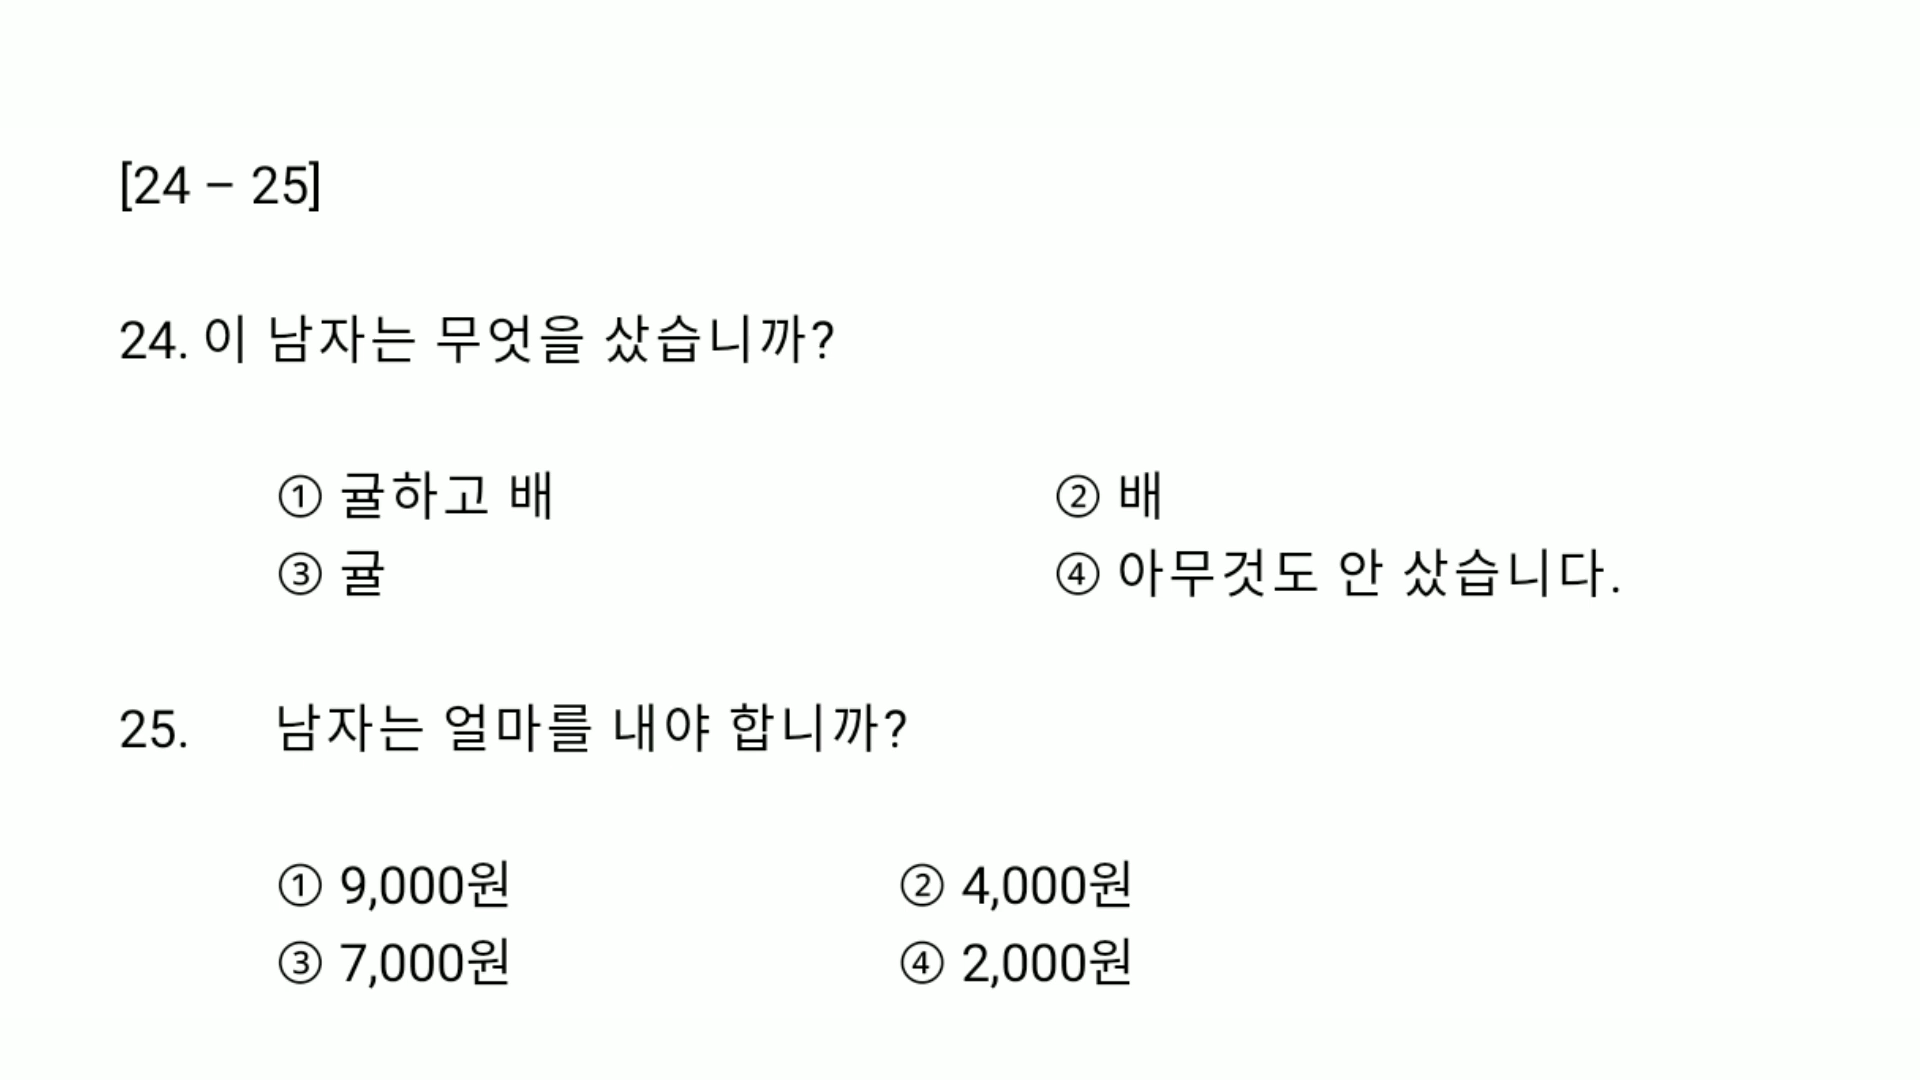 [24 – 25]
24. 이 남자는 무엇을 샀습니까?
① 귤하고 배 ② 배
③ 귤 ④ 아무것도 안 샀습니다.
25. 남자는 얼마를 내야 합니까?
① 9,000원 ② 4,000원
③ 7,000원 ④ 2,000원